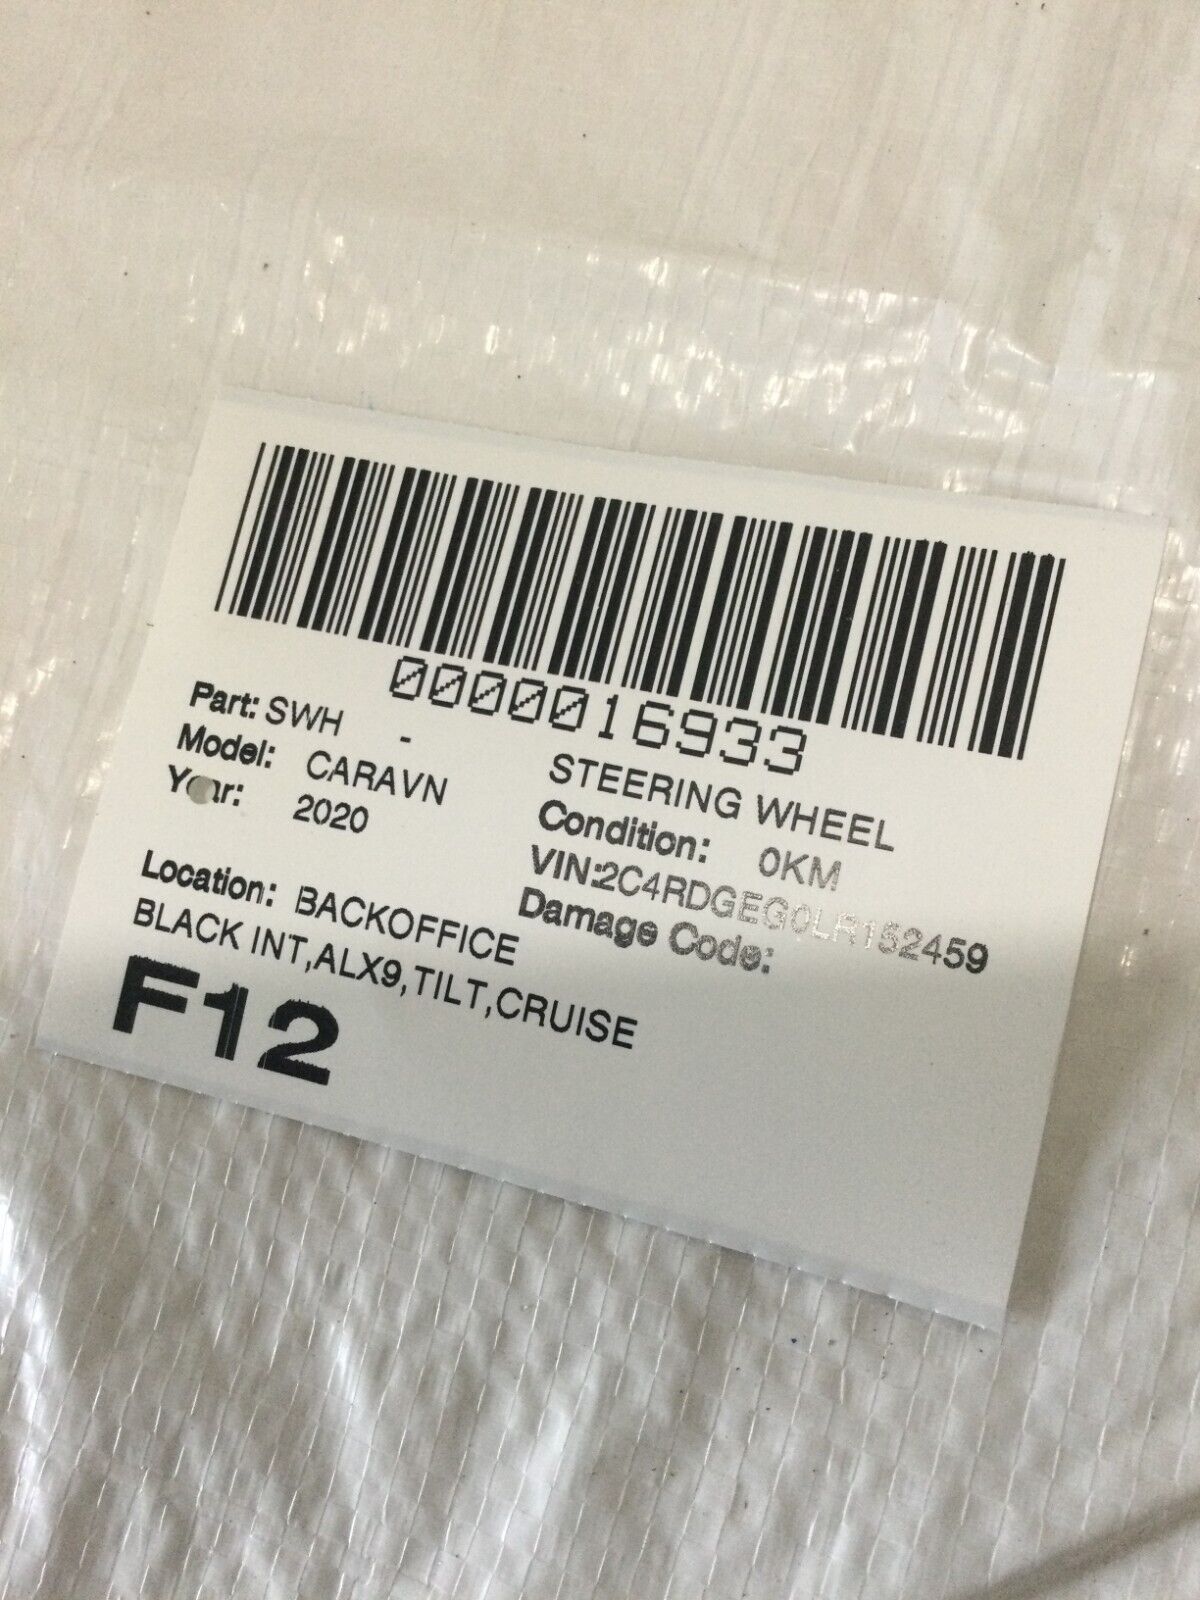 0000016933
Part: SWH -
STEERING WHEEL
Model: CARAVN
Condition: 0KM
Year: 2020
VIN:2C4RDGEG0LR152459
Damage Code:
Location: BACKOFFICE
BLACK INT,ALX9,TILT,CRUISE
F12